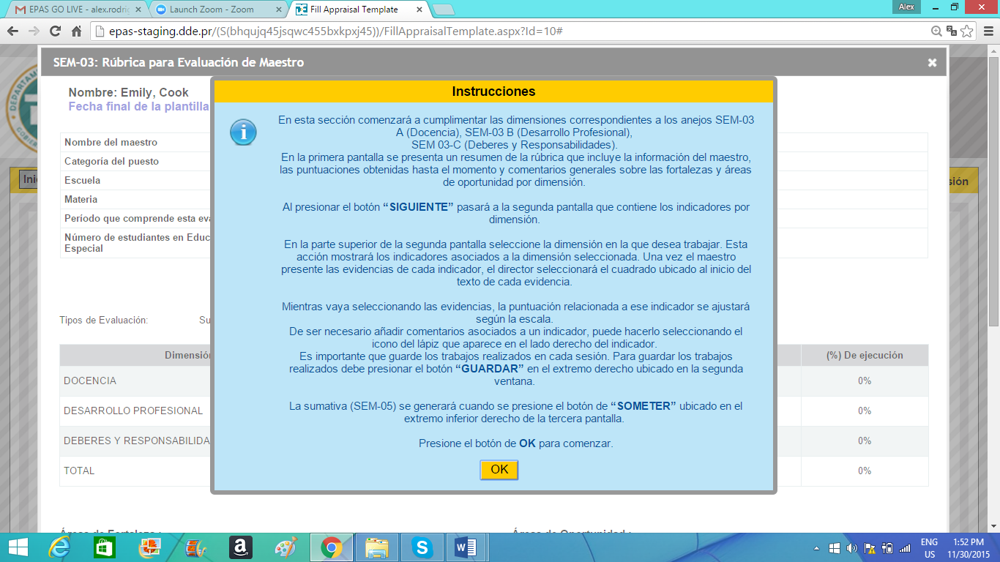 EPAS GO LIVE - alex.rodri
Launch Zoom - Zoom
Fill Appraisal Template
Alex
epas-staging.dde.pr/(S(bhqujq45jsqwc455bxkpxj45))/FillAppraisalTemplate.aspx?Id=10#
SEM-03: Rúbrica para Evaluación de Maestro
Nombre: Emily, Cook
Fecha final de la plantilla
Nombre del maestro
Categoría del puesto
Escuela
Materia
Período que comprende esta eva
Número de estudiantes en Educ
Especial
Tipos de Evaluación:
Su
Dimensión
(%) De ejecución
DOCENCIA
0%
DESARROLLO PROFESIONAL
0%
DEBERES Y RESPONSABILIDA
0%
TOTAL
0%
Instrucciones
En esta sección comenzará a cumplimentar las dimensiones correspondientes a los anejos SEM-03
A (Docencia), SEM-03 B (Desarrollo Profesional),
SEM 03-C (Deberes y Responsabilidades).
En la primera pantalla se presenta un resumen de la rúbrica que incluye la información del maestro,
las puntuaciones obtenidas hasta el momento y comentarios generales sobre las fortalezas y áreas
de oportunidad por dimensión.
Al presionar el botón “SIGUIENTE” pasará a la segunda pantalla que contiene los indicadores por
dimensión.
En la parte superior de la segunda pantalla seleccione la dimensión en la que desea trabajar. Esta
acción mostrará los indicadores asociados a la dimensión seleccionada. Una vez el maestro
presente las evidencias de cada indicador, el director seleccionará el cuadrado ubicado al inicio del
texto de cada evidencia.
Mientras vaya seleccionando las evidencias, la puntuación relacionada a ese indicador se ajustará
según la escala.
De ser necesario añadir comentarios asociados a un indicador, puede hacerlo seleccionando el
icono del lápiz que aparece en el lado derecho del indicador.
Es importante que guarde los trabajos realizados en cada sesión. Para guardar los trabajos
realizados debe presionar el botón “GUARDAR” en el extremo derecho ubicado en la segunda
ventana.
La sumativa (SEM-05) se generará cuando se presione el botón de “SOMETER” ubicado en el
extremo inferior derecho de la tercera pantalla.
Presione el botón de OK para comenzar.
OK
ENG
US
1:52 PM
11/30/2015